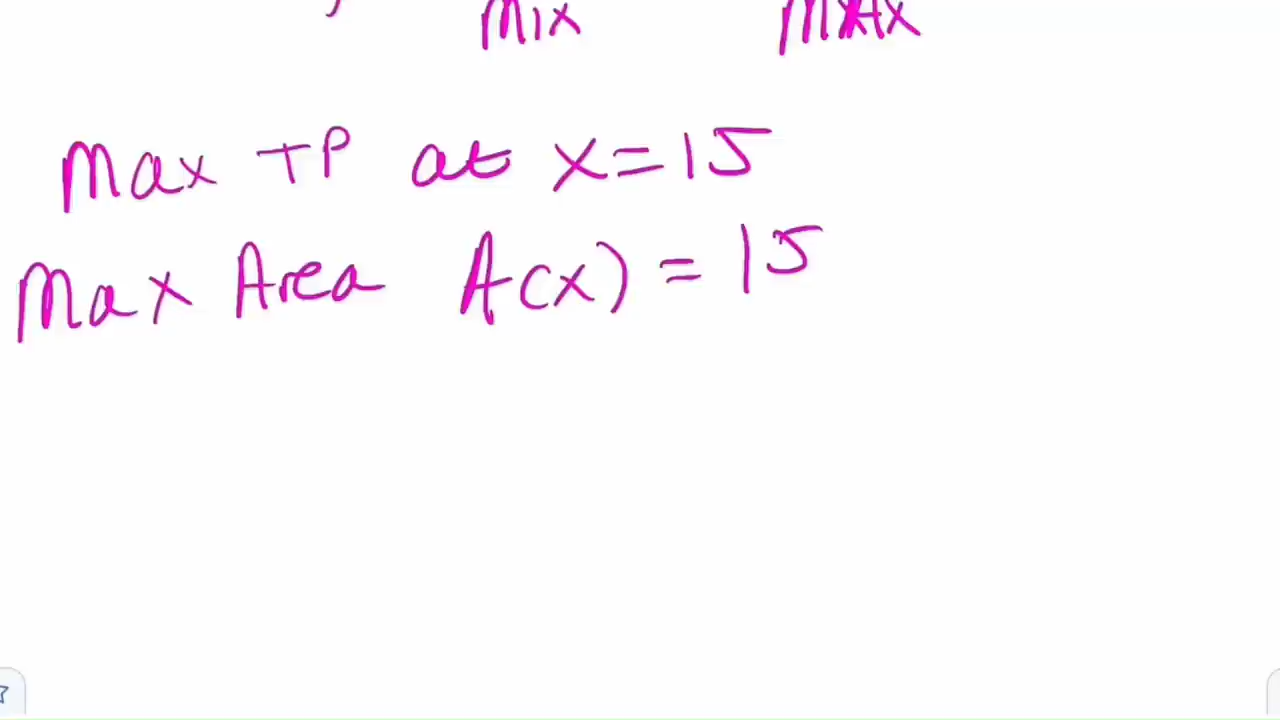 MIX MAX
Max TP at x=15
Max Area A(x) = 15